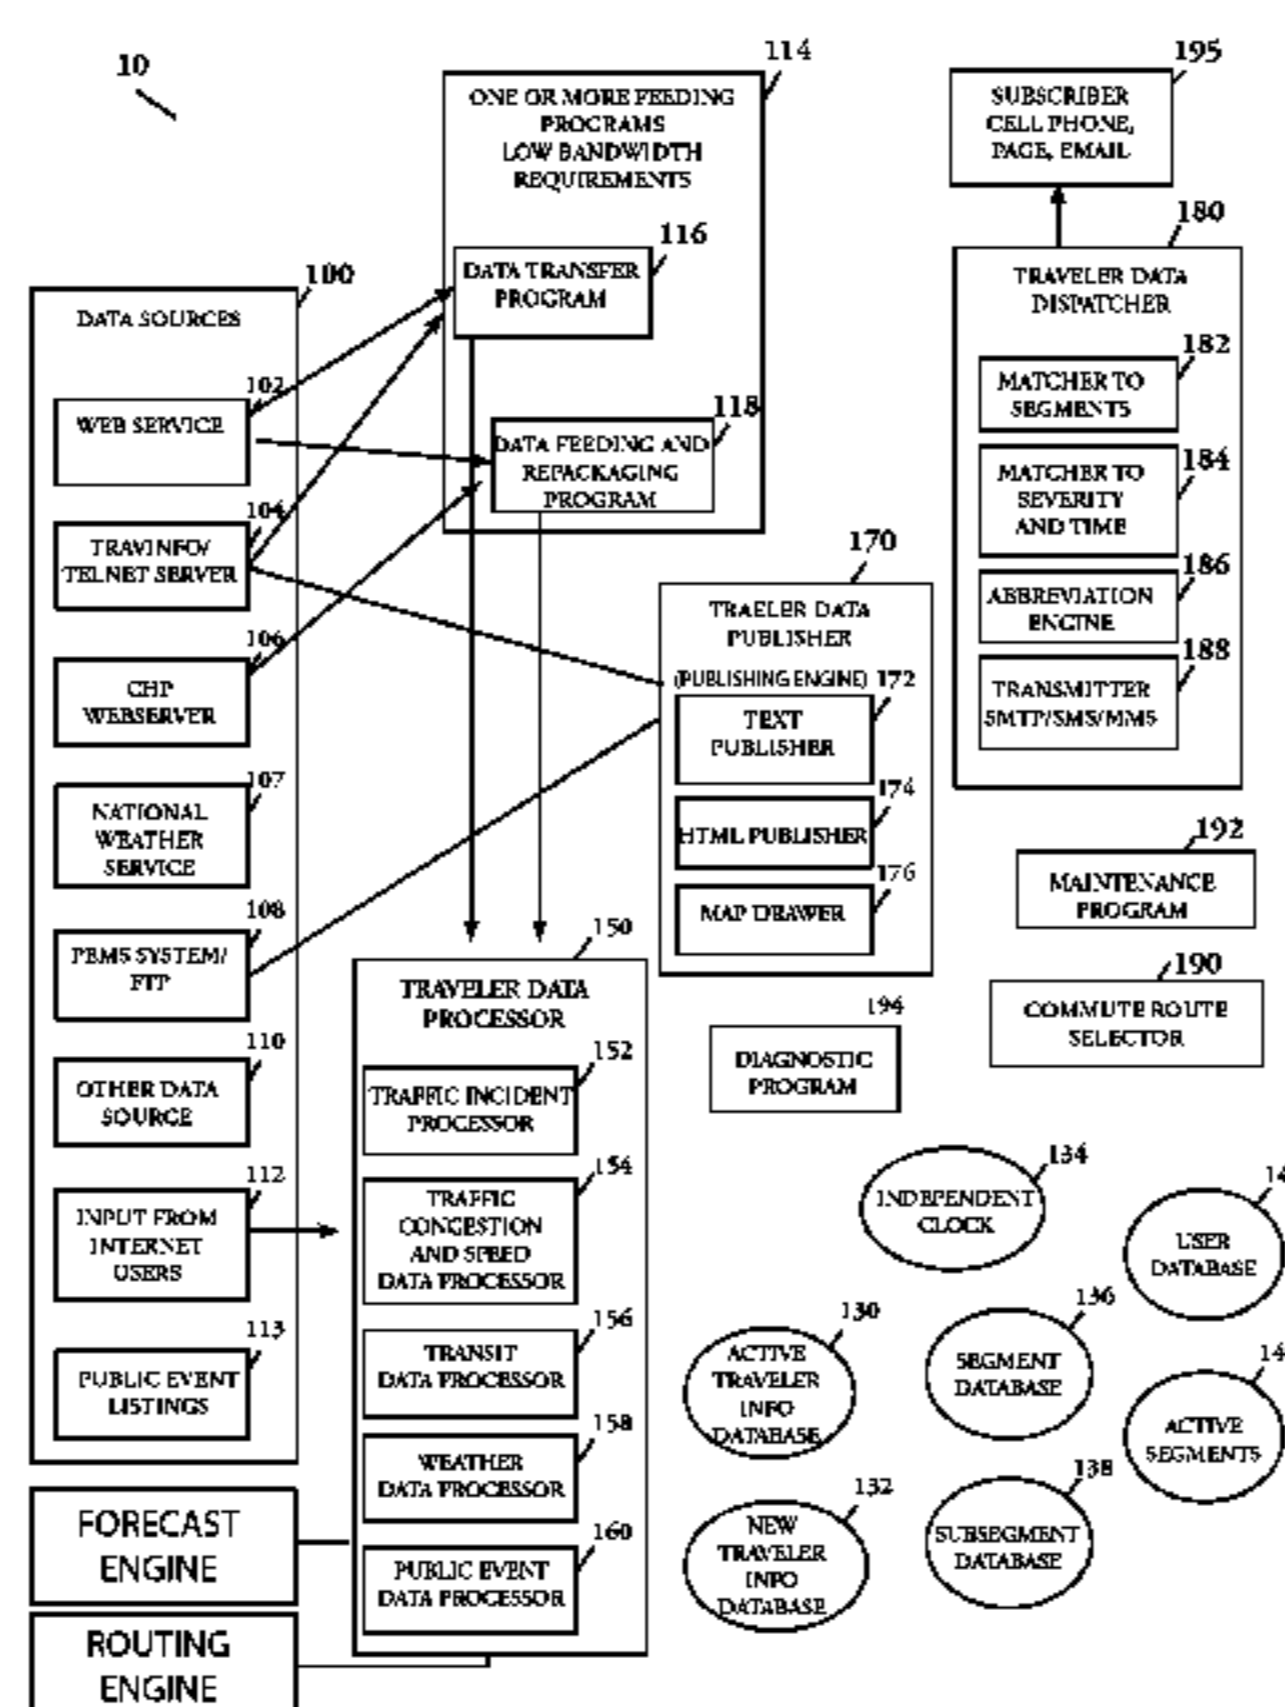 10
114
ONE OR MORE FEEDING
PROGRAMS
LOW BANDWIDTH
REQUIREMENTS
116
DATA TRANSFER
PROGRAM
118
DATA FEEDING AND
REPACKAGING
PROGRAM
195
SUBSCRIBER
CELL PHONE,
PAGE, EMAIL
180
TRAVELER DATA
DISPATCHER
182
MATCHER TO
SEGMENTS
184
MATCHER TO
SEVERITY
AND TIME
186
ABBREVIATION
ENGINE
188
TRANSMITTER
SMTP/SMS/MMS
100
DATA SOURCES
102
WEB SERVICE
104
TRAVINFO/
TELNET SERVER
106
CHP
WEBSERVER
107
NATIONAL
WEATHER
SERVICE
108
PEMS SYSTEM/
FTP
110
OTHER DATA
SOURCE
112
INPUT FROM
INTERNET
USERS
113
PUBLIC EVENT
LISTINGS
FORECAST
ENGINE
ROUTING
ENGINE
170
TRAELER DATA
PUBLISHER
(PUBLISHING ENGINE)
172
TEXT
PUBLISHER
174
HTML PUBLISHER
176
MAP DRAWER
150
TRAVELER DATA
PROCESSOR
152
TRAFFIC INCIDENT
PROCESSOR
154
TRAFFIC
CONGESTION
AND SPEED
DATA PROCESSOR
156
TRANSIT
DATA PROCESSOR
158
WEATHER
DATA PROCESSOR
160
PUBLIC EVENT
DATA PROCESSOR
192
MAINTENANCE
PROGRAM
190
COMMUTE ROUTE
SELECTOR
194
DIAGNOSTIC
PROGRAM
134
INDEPENDENT
CLOCK
14
USER
DATABASE
130
ACTIVE
TRAVELER
INFO
DATABASE
136
SEGMENT
DATABASE
14
ACTIVE
SEGMENTS
132
NEW
TRAVELER
INFO
DATABASE
138
SUBSEGMENT
DATABASE